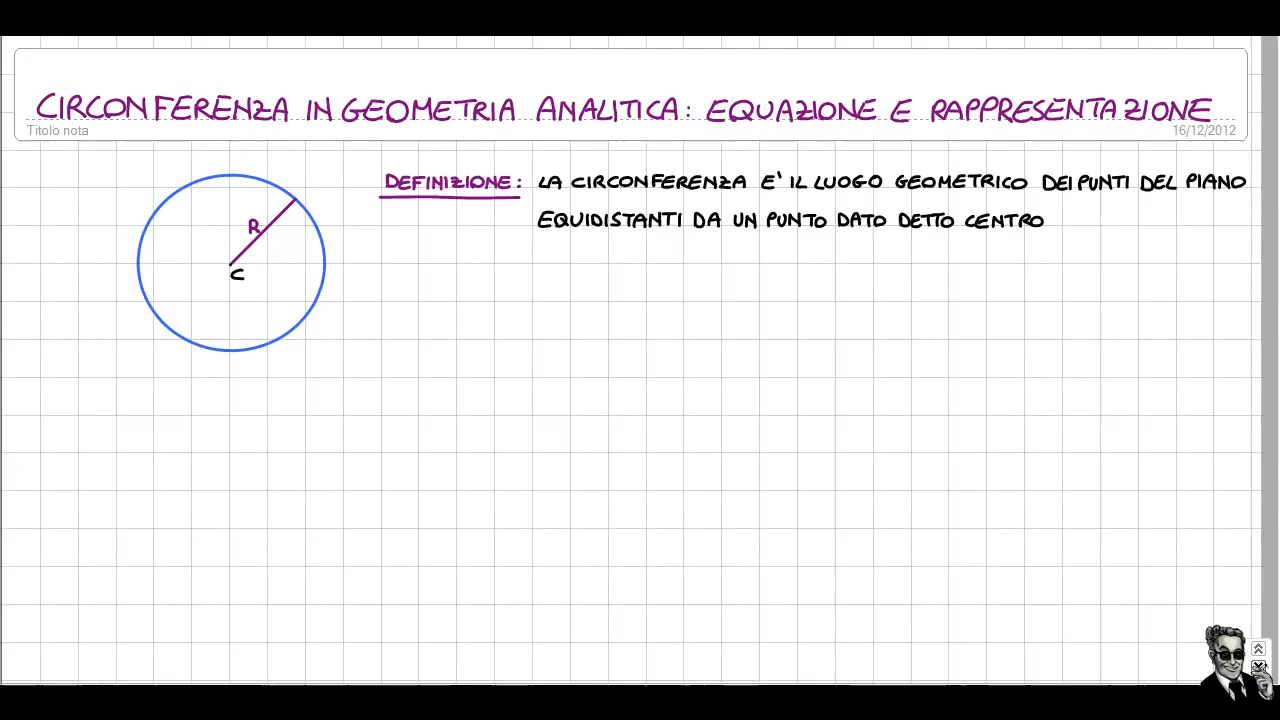 CIRCONFERENZA IN GEOMETRIA ANALITICA: EQUAZIONE E RAPPRESENTAZIONE
Titolo nota
16/12/2012
DEFINIZIONE: LA CIRCONFERENZA E' IL LUOGO GEOMETRICO DEI PUNTI DEL PIANO
EQUIDISTANTI DA UN PUNTO DATO DETTO CENTRO
R
C